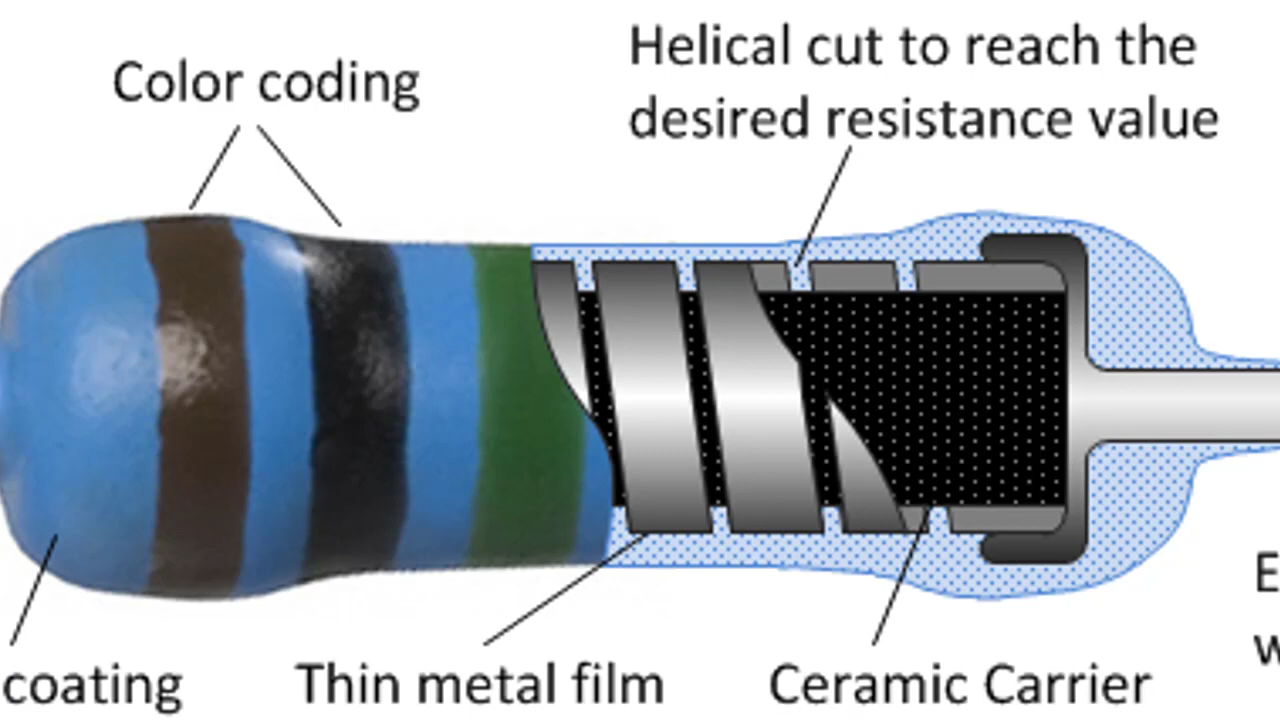 Helical cut to reach the
desired resistance value
Color coding
coating
Thin metal film
Ceramic Carrier